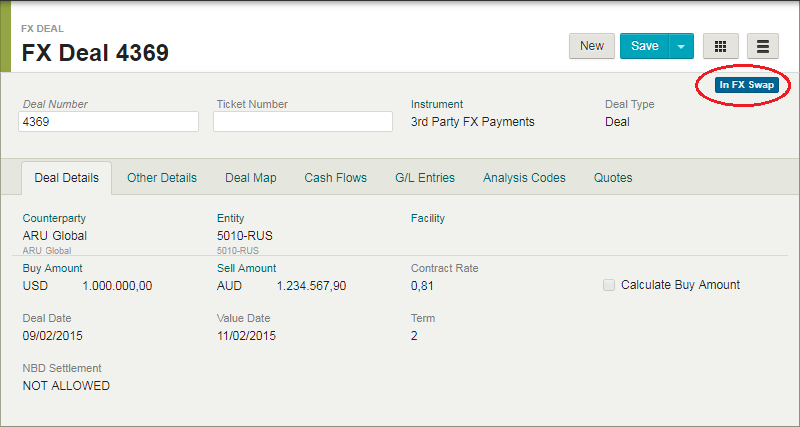 FX DEAL
FX Deal 4369
New Save
In FX Swap
Deal Number Ticket Number Instrument Deal Type
4369 3rd Party FX Payments Deal
Deal Details Other Details Deal Map Cash Flows G/L Entries Analysis Codes Quotes
Counterparty Entity Facility
ARU Global 5010-RUS
ARU Global 5010-RUS
Buy Amount Sell Amount Contract Rate
USD 1.000.000,00 AUD 1.234.567,90 0,81 Calculate Buy Amount
Deal Date Value Date Term
09/02/2015 11/02/2015 2
NBD Settlement
NOT ALLOWED